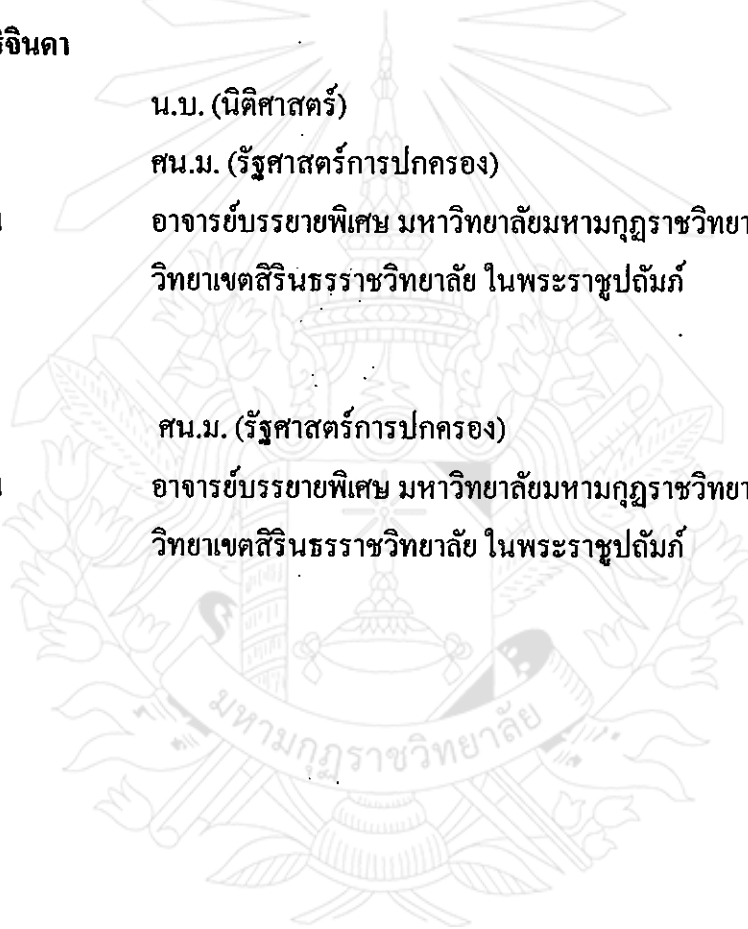 น.บ. (นิติศาสตร์)
ศน.ม. (รัฐศาสตร์การปกครอง)
อาจารย์บรรยายพิเศษ มหาวิทยาลัยมหามกุฏราชวิทยา
วิทยาเขตสิรินธรราชวิทยาลัย ในพระราชูปถัมภ์
ศน.ม. (รัฐศาสตร์การปกครอง)
อาจารย์บรรยายพิเศษ มหาวิทยาลัยมหามกุฏราชวิทยา
วิทยาเขตสิรินธรราชวิทยาลัย ในพระราชูปถัมภ์
มหามกุฏราชวิทยาลัย